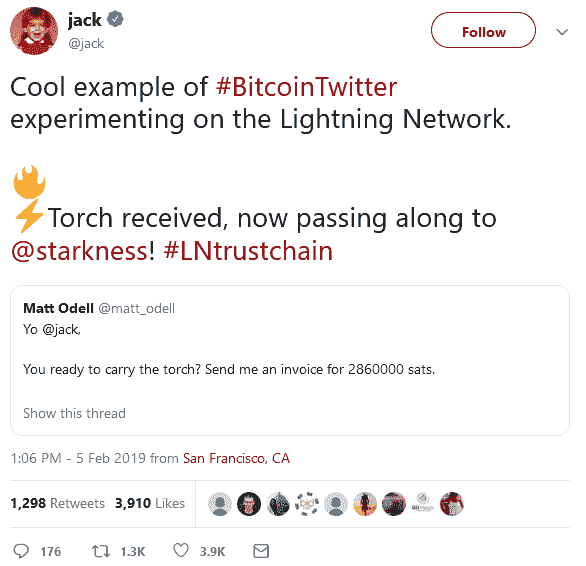 jack
@jack
Follow
Cool example of #BitcoinTwitter
experimenting on the Lightning Network.
Torch received, now passing along to
@starkness! #LNtrustchain
Matt Odell @matt_odell
Yo @jack,
You ready to carry the torch? Send me an invoice for 2860000 sats.
Show this thread
1:06 PM - 5 Feb 2019 from San Francisco, CA
1,298 Retweets 3,910 Likes
176 1.3K 3.9K